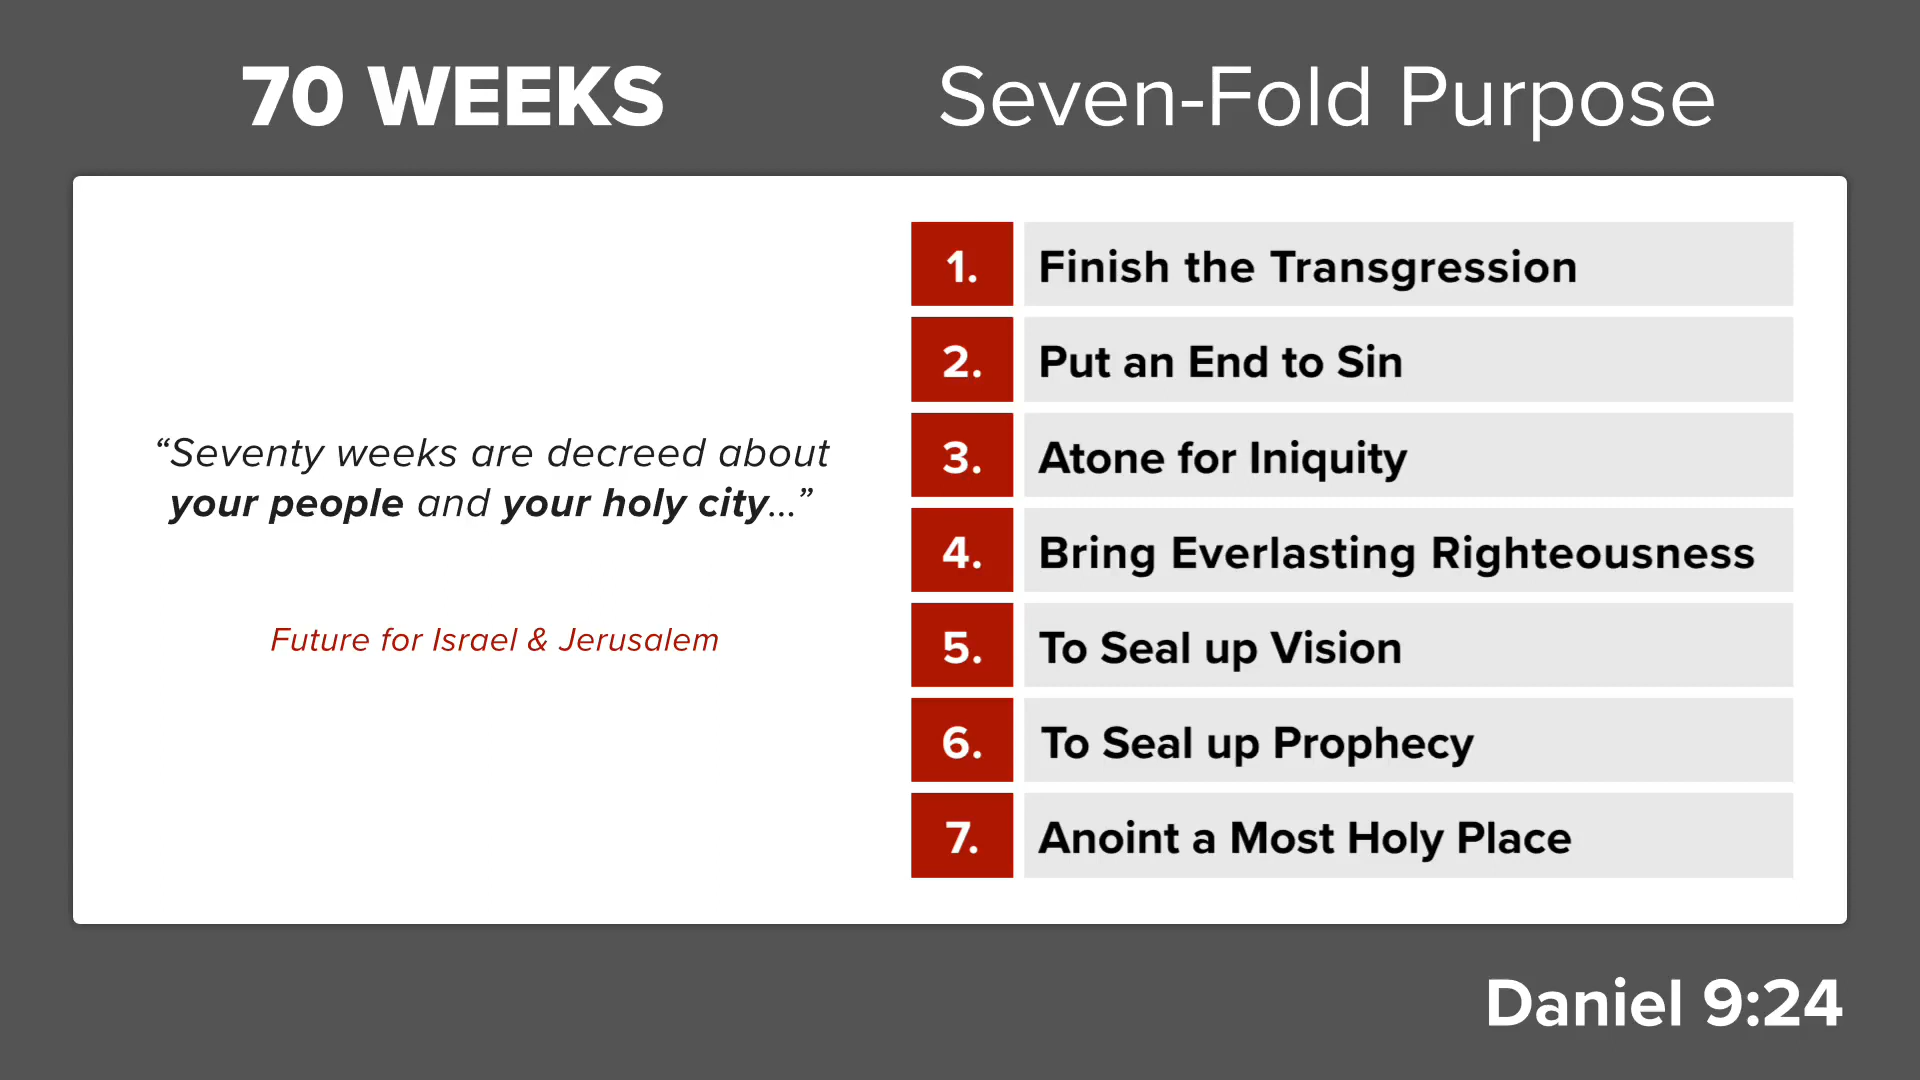 70 WEEKS
Seven-Fold Purpose
“Seventy weeks are decreed about
your people and your holy city...”
Future for Israel & Jerusalem
1. Finish the Transgression
2. Put an End to Sin
3. Atone for Iniquity
4. Bring Everlasting Righteousness
5. To Seal up Vision
6. To Seal up Prophecy
7. Anoint a Most Holy Place
Daniel 9:24